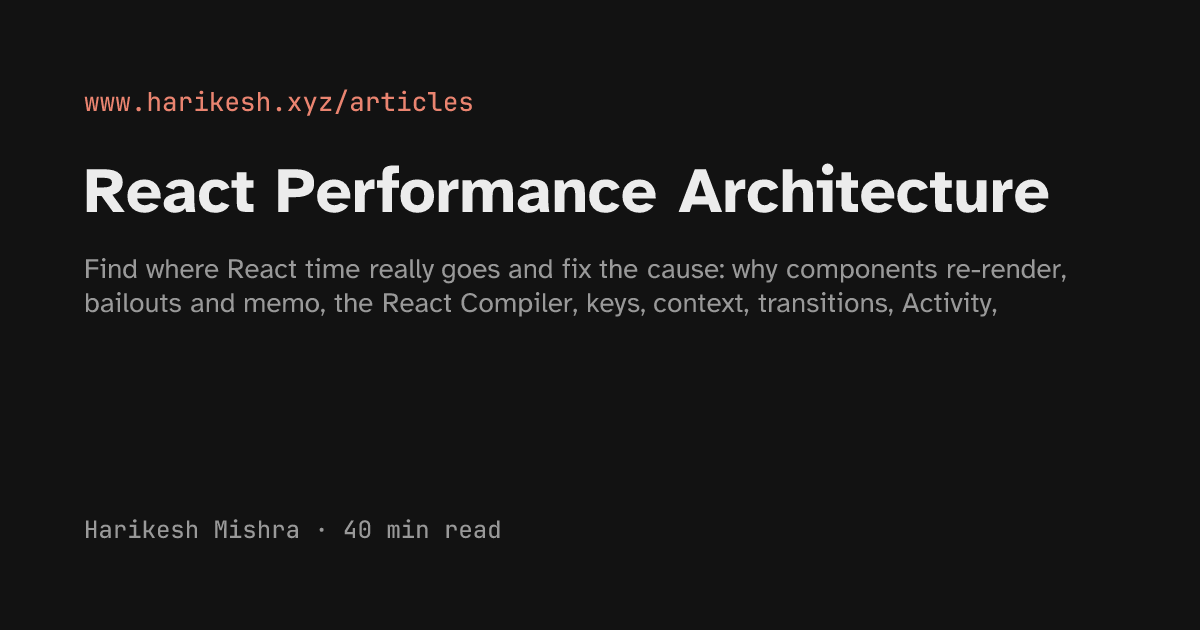 www.harikesh.xyz/articles
React Performance Architecture
Find where React time really goes and fix the cause: why components re-render,
bailouts and memo, the React Compiler, keys, context, transitions, Activity,
Harikesh Mishra · 40 min read